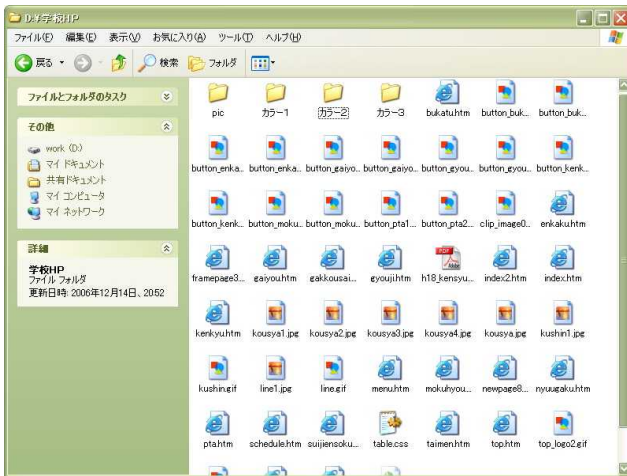 D:¥学校HP
ファイル(F) 編集(E) 表示(V) お気に入り(A) ツール(T) ヘルプ(H)
戻る 検索 フォルダ
ファイルとフォルダのタスク
その他
work (D:)
マイ ドキュメント
共有ドキュメント
マイ コンピュータ
マイ ネットワーク
詳細
学校HP
ファイル フォルダ
更新日時: 2006年12月14日、20:52
pic カラー1 カラー2 カラー3 bukatu.htm button_buk... button_buk...
button_enka... button_enka... button_gaiyo... button_gaiyo... button_gyou... button_gyou... button_kenk...
button_kenk... button_moku... button_moku... button_pta1... button_pta2... clip_image0... enkaku.htm
framepage3... gaiyou.htm gakkousai... gyouji.htm h18_kensyu... index2.htm index.htm
kenkyu.htm kousya1.jpg kousya2.jpg kousya3.jpg kousya4.jpg kousya.jpg kushin1.jpg
kushin.gif line1.jpg line.gif menu.htm mokuhyou... newpage8... nyuugaku.htm
pta.htm schedule.htm suijiensoku... table.css taimen.htm top.htm top_logo2.gif